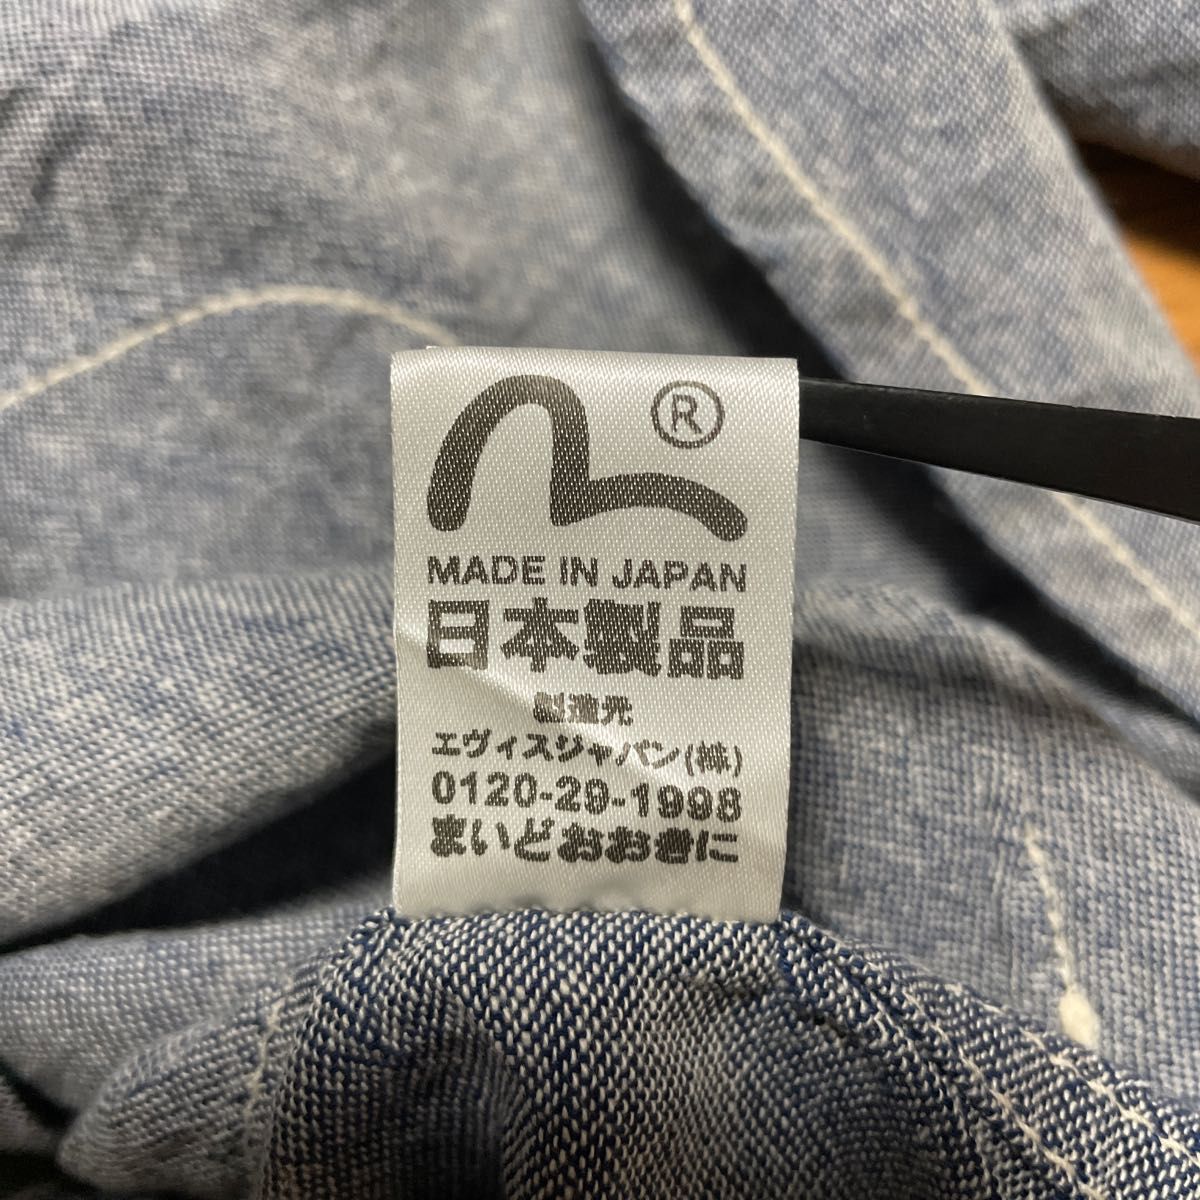 ®
MADE IN JAPAN
日本製品
製造元
エヴィスジャパン(株)
0120-29-1998
まいどおおきに